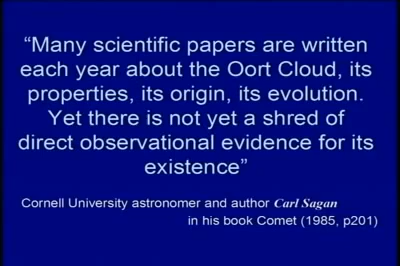 “Many scientific papers are written
each year about the Oort Cloud, its
properties, its origin, its evolution.
Yet there is not yet a shred of
direct observational evidence for its
existence”
Cornell University astronomer and author Carl Sagan
in his book Comet (1985, p201)